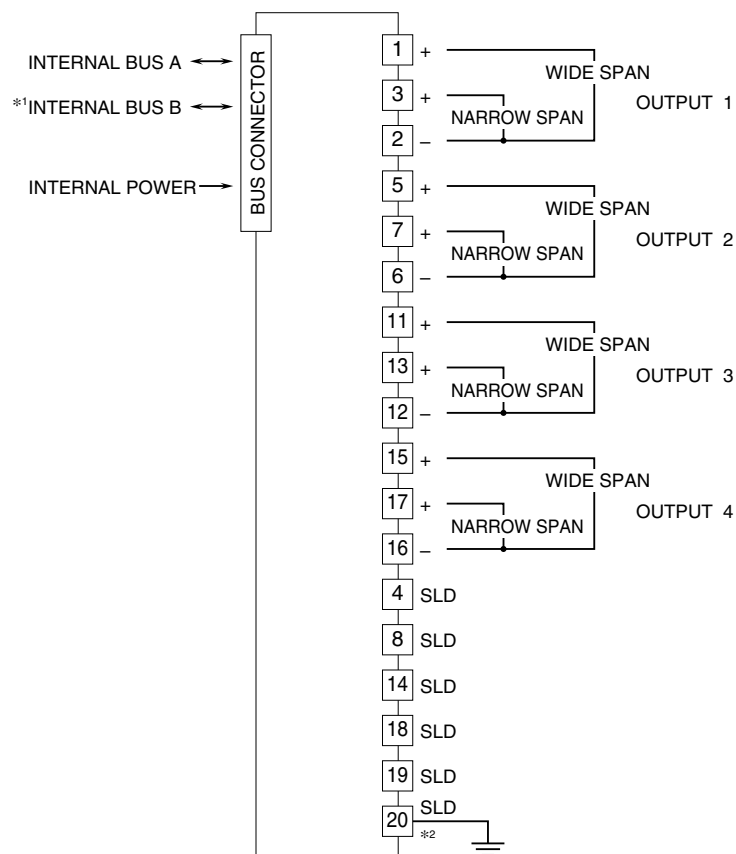 INTERNAL BUS A
*1INTERNAL BUS B
INTERNAL POWER
BUS CONNECTOR
1 +
WIDE SPAN
3 +
OUTPUT 1
NARROW SPAN
2 –
5 +
WIDE SPAN
7 +
OUTPUT 2
NARROW SPAN
6 –
11 +
WIDE SPAN
13 +
OUTPUT 3
NARROW SPAN
12 –
15 +
WIDE SPAN
17 +
OUTPUT 4
NARROW SPAN
16 –
4 SLD
8 SLD
14 SLD
18 SLD
19 SLD
20 SLD
*2